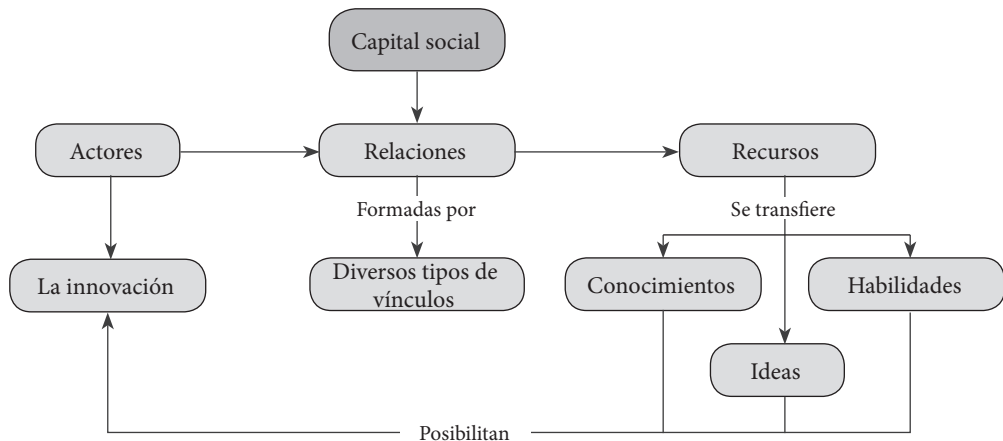 Capital social
Actores
Relaciones
Recursos
Formadas por
Se transfiere
La innovación
Diversos tipos de
vínculos
Conocimientos
Habilidades
Ideas
Posibilitan